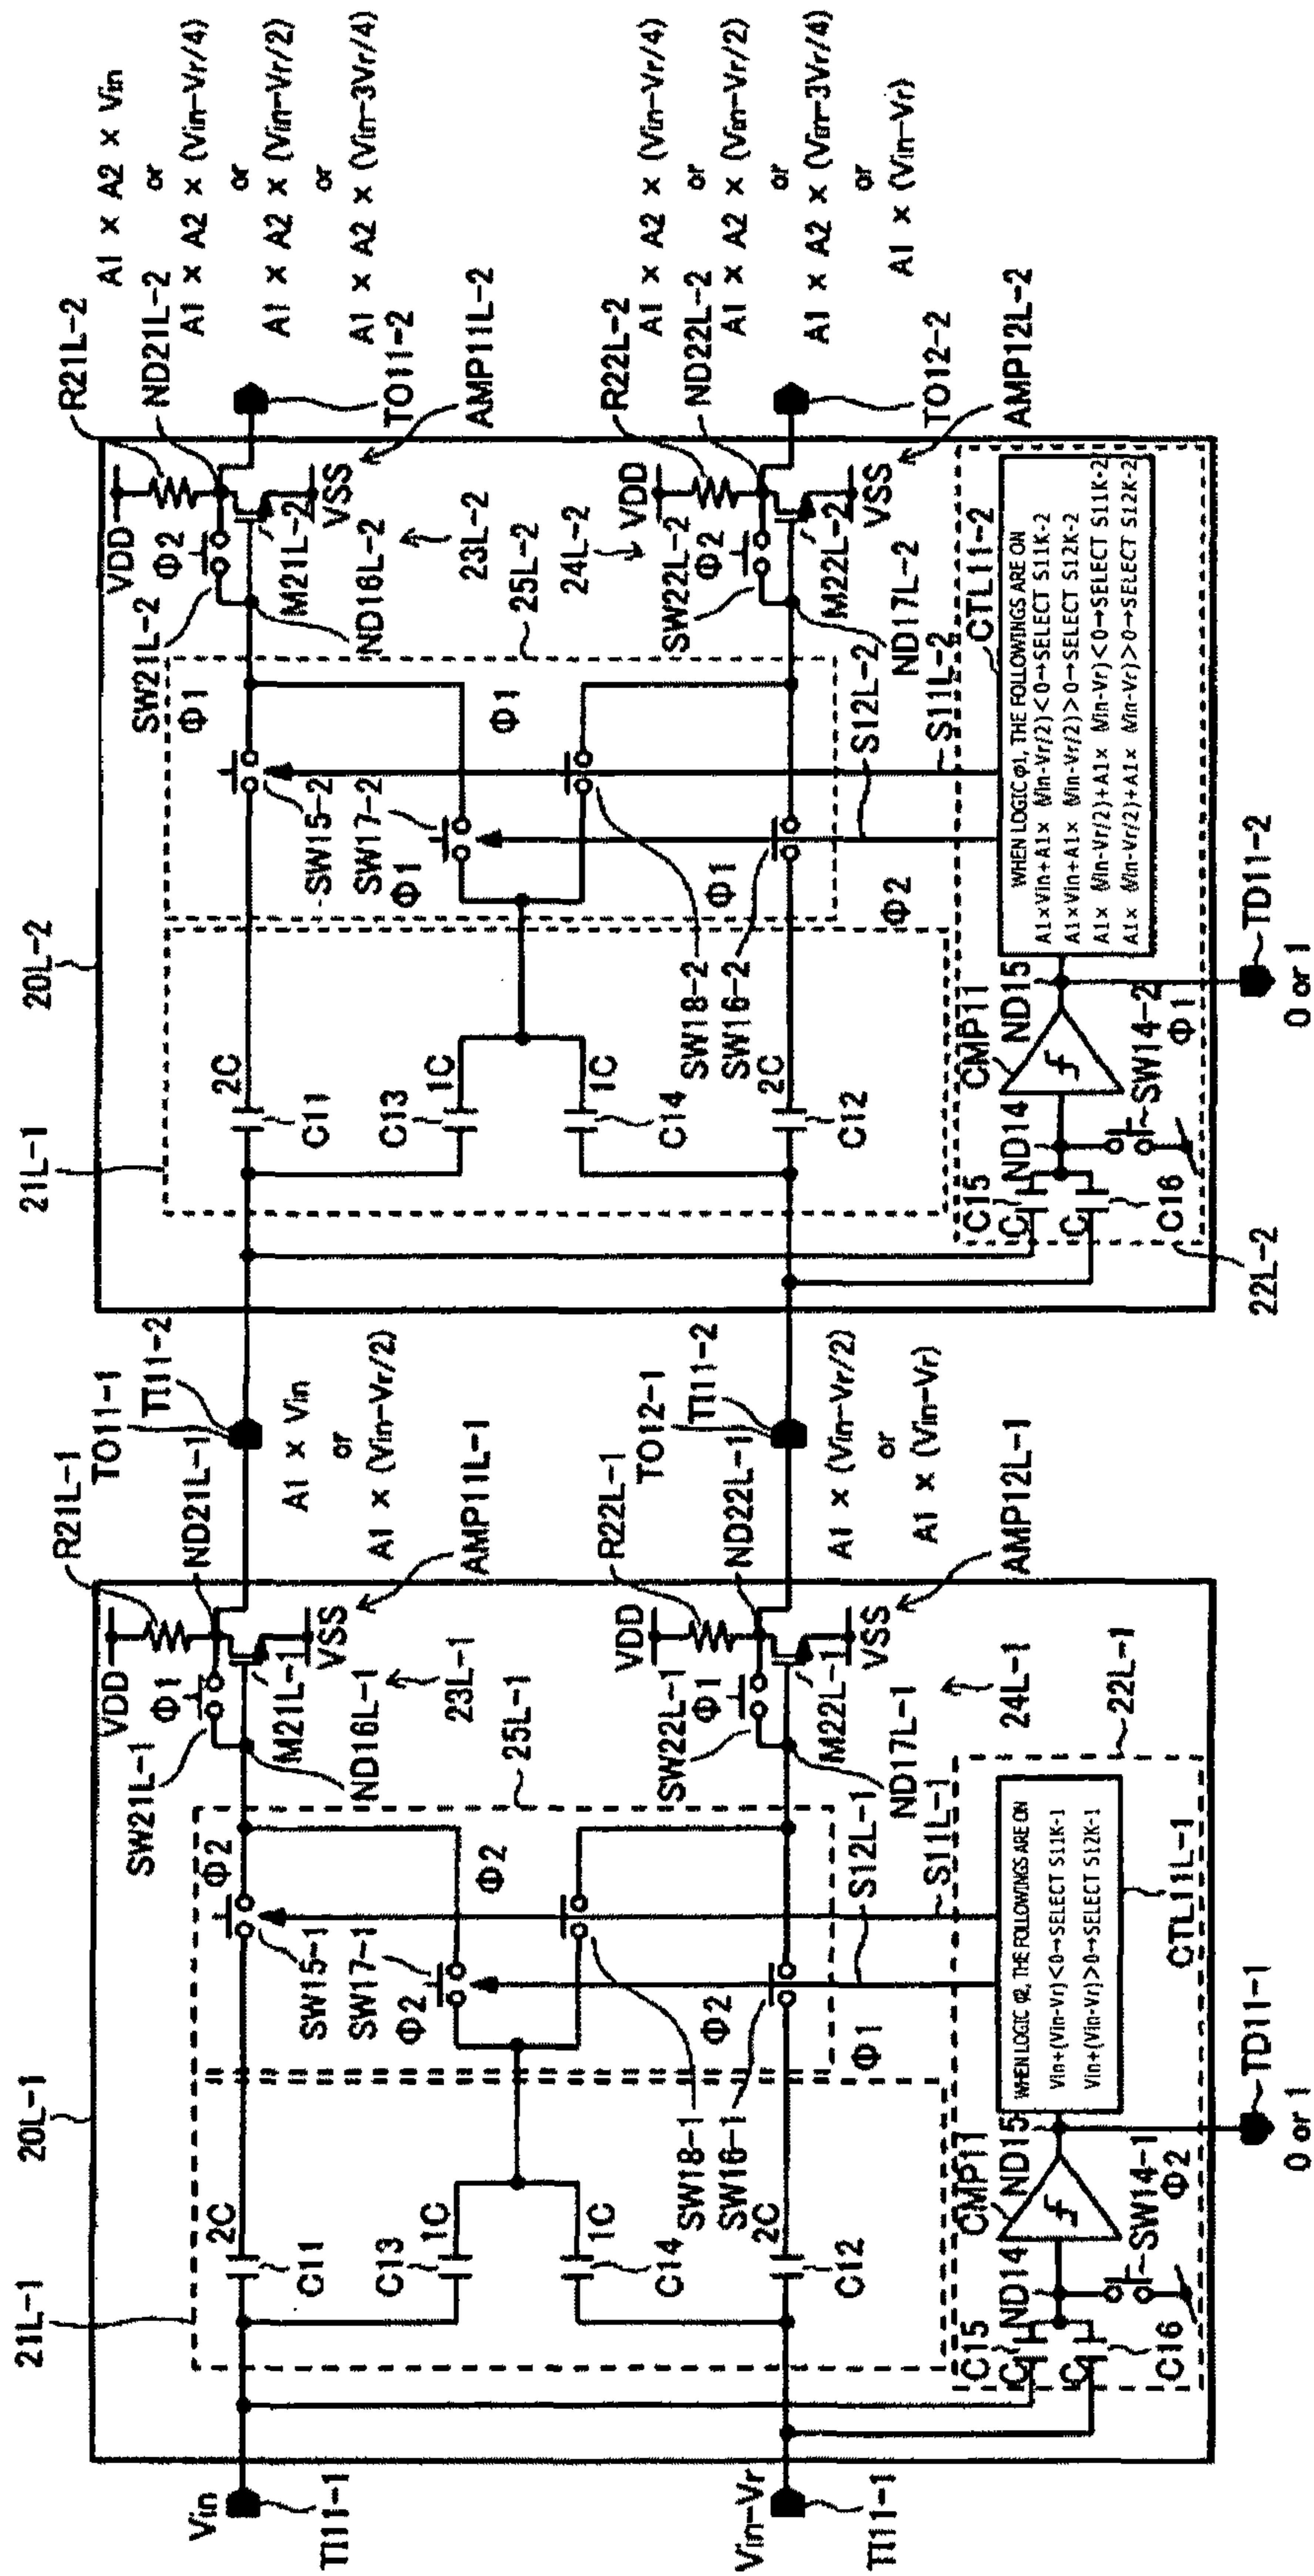 20L-1
21L-1
Vin
TI11-1
Vin-Vr
TI11-1
2C
C11
C13
1C
1C
C14
2C
C12
SW15-1
SW17-1
Φ2
SW18-1
SW16-1
Φ2
Φ2
Φ2
Φ1
SW21L-1
25L-1
VDD
Φ1
R21L-1
ND21L-1
M21L-1
ND16L-1
VSS
23L-1
AMP11L-1
VDD
Φ1
SW22L-1
R22L-1
ND22L-1
M22L-1
ND17L-1
VSS
24L-1
AMP12L-1
S12L-1
S11L-1
22L-1
C15
C
C
C16
ND14
CMP11
ND15
SW14-1
Φ2
WHEN LOGIC φ2, THE FOLLOWINGS ARE ON
Vin+(Vin-Vr)<0→SELECT S11K-1
Vin+(Vin-Vr)>0→SELECT S12K-1
CTL11L-1
TD11-1
0 or 1
TO11-1
TI11-2
A1 × Vin
or
A1 × (Vin-Vr/2)
TO12-1
TI11-2
A1 × (Vin-Vr/2)
or
A1 × (Vin-Vr)
20L-2
21L-1
2C
C11
C13
1C
1C
C14
2C
C12
SW15-2
SW17-2
Φ1
SW18-2
SW16-2
Φ1
Φ1
Φ1
Φ2
SW21L-2
25L-2
VDD
Φ2
R21L-2
ND21L-2
M21L-2
ND16L-2
VSS
23L-2
AMP11L-2
24L-2
VDD
Φ2
SW22L-2
R22L-2
ND22L-2
M22L-2
ND17L-2
VSS
AMP12L-2
S12L-2
S11L-2
22L-2
C15
C
C
C16
ND14
CMP11
ND15
SW14-2
Φ1
CTL11-2
WHEN LOGIC φ1, THE FOLLOWINGS ARE ON
A1×Vin+A1× (Vin-Vr/2)<0→SELECT S11K-2
A1×Vin+A1× (Vin-Vr/2)>0→SELECT S12K-2
A1× (Vin-Vr/2)+A1× (Vin-Vr)<0→SELECT S11K-2
A1× (Vin-Vr/2)+A1× (Vin-Vr)>0→SELECT S12K-2
TD11-2
0 or 1
TO11-2
A1 × A2 × Vin
or
A1 × A2 × (Vin-Vr/4)
or
A1 × A2 × (Vin-Vr/2)
or
A1 × A2 × (Vin-3Vr/4)
TO12-2
A1 × A2 × (Vin-Vr/4)
or
A1 × A2 × (Vin-Vr/2)
or
A1 × A2 × (Vin-3Vr/4)
or
A1 × (Vin-Vr)